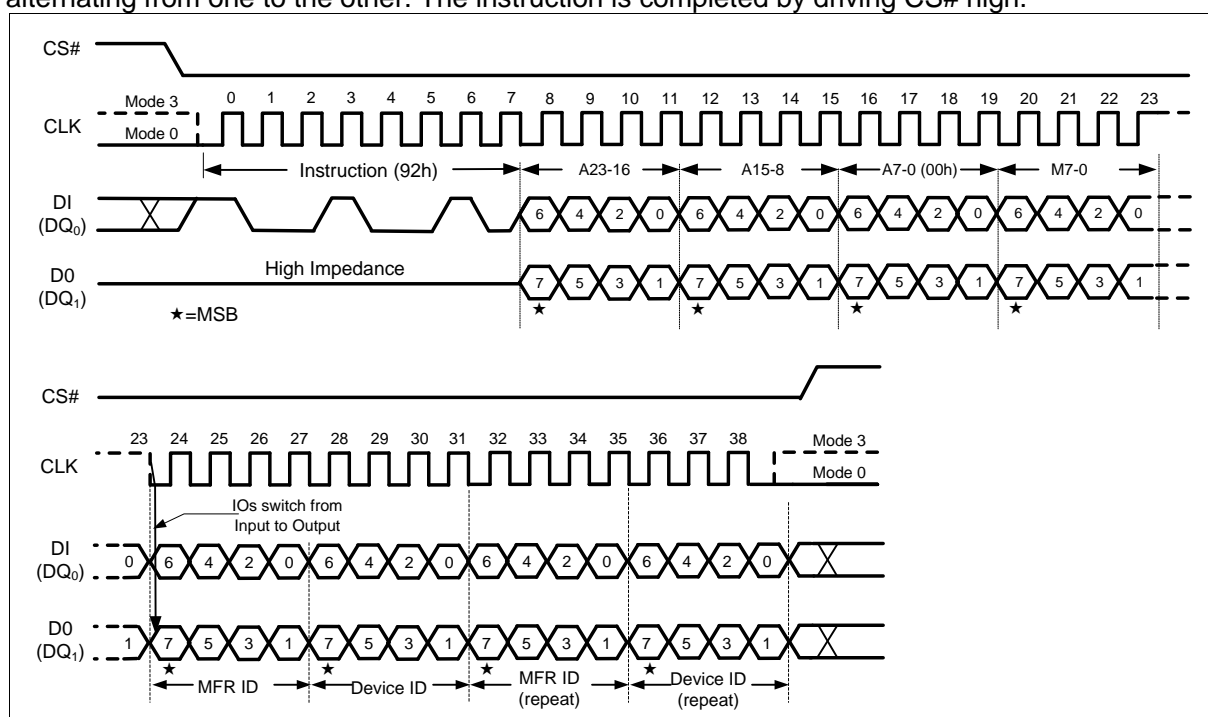 alternating from one to the other. The instruction is completed by driving CS# high.
CS#
Mode 3 0 1 2 3 4 5 6 7 8 9 10 11 12 13 14 15 16 17 18 19 20 21 22 23
CLK
Mode 0
Instruction (92h) A23-16 A15-8 A7-0 (00h) M7-0
DI
(DQ0) 6 4 2 0 6 4 2 0 6 4 2 0 6 4 2 0
High Impedance
D0
(DQ1) 7 5 3 1 7 5 3 1 7 5 3 1 7 5 3 1
★=MSB ★ ★ ★ ★
CS#
23 24 25 26 27 28 29 30 31 32 33 34 35 36 37 38 Mode 3
CLK
Mode 0
IOs switch from
Input to Output
DI
(DQ0) 0 6 4 2 0 6 4 2 0 6 4 2 0 6 4 2 0
D0
(DQ1) 1 7 5 3 1 7 5 3 1 7 5 3 1 7 5 3 1
★ ★ ★ ★
MFR ID Device ID MFR ID
(repeat) Device ID
(repeat)